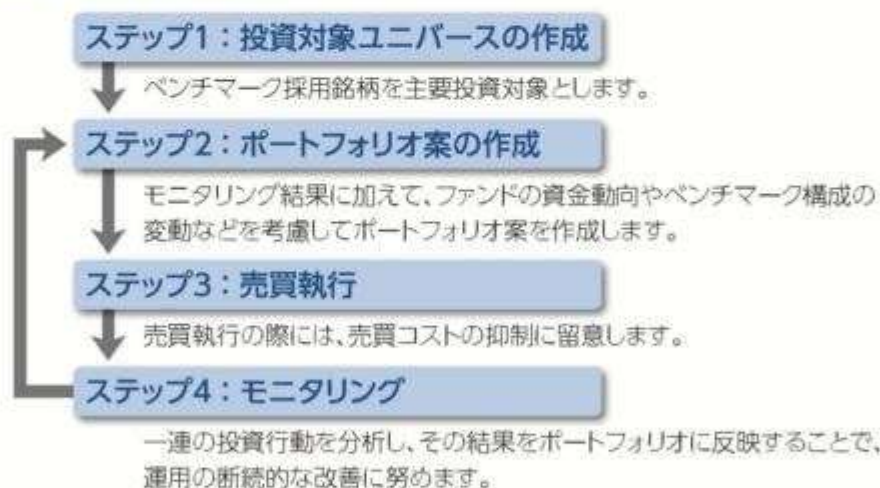 ステップ1：投資対象ユニバースの作成
ベンチマーク採用銘柄を主要投資対象とします。
ステップ2：ポートフォリオ案の作成
モニタリング結果に加えて、ファンドの資金動向やベンチマーク構成の
変動などを考慮してポートフォリオ案を作成します。
ステップ3：売買執行
売買執行の際には、売買コストの抑制に留意します。
ステップ4：モニタリング
一連の投資行動を分析し、その結果をポートフォリオに反映することで、
運用の断続的な改善に努めます。